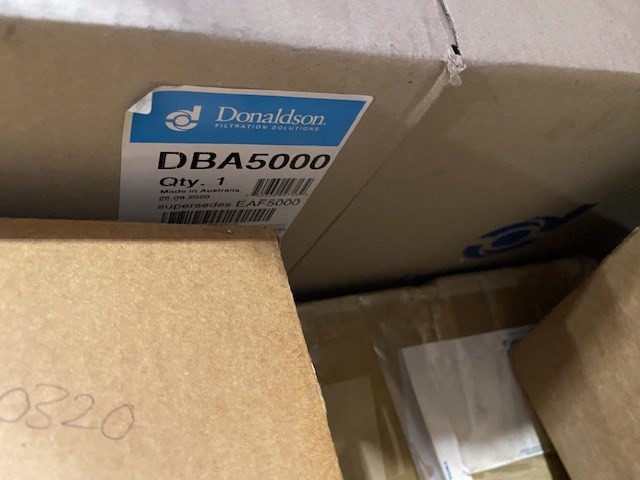 Donaldson.
FILTRATION SOLUTIONS
DBA5000
Qty. 1
Made in Australia
25.09.2020
supersedes EAF5000
0320